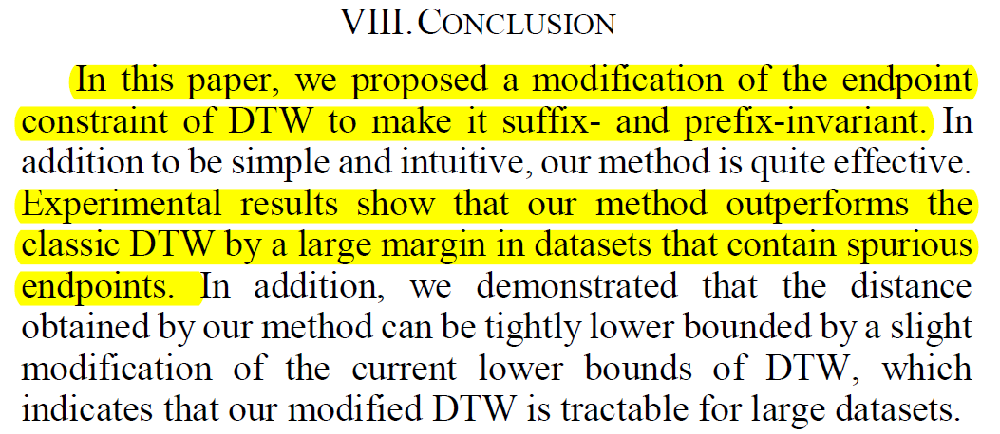 VIII. CONCLUSION
In this paper, we proposed a modification of the endpoint
constraint of DTW to make it suffix- and prefix-invariant. In
addition to be simple and intuitive, our method is quite effective.
Experimental results show that our method outperforms the
classic DTW by a large margin in datasets that contain spurious
endpoints. In addition, we demonstrated that the distance
obtained by our method can be tightly lower bounded by a slight
modification of the current lower bounds of DTW, which
indicates that our modified DTW is tractable for large datasets.